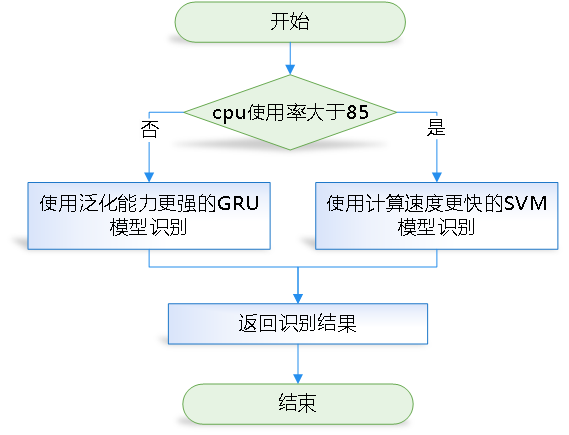 开始
cpu使用率大于85
否
是
使用泛化能力更强的GRU
模型识别
使用计算速度更快的SVM
模型识别
返回识别结果
结束